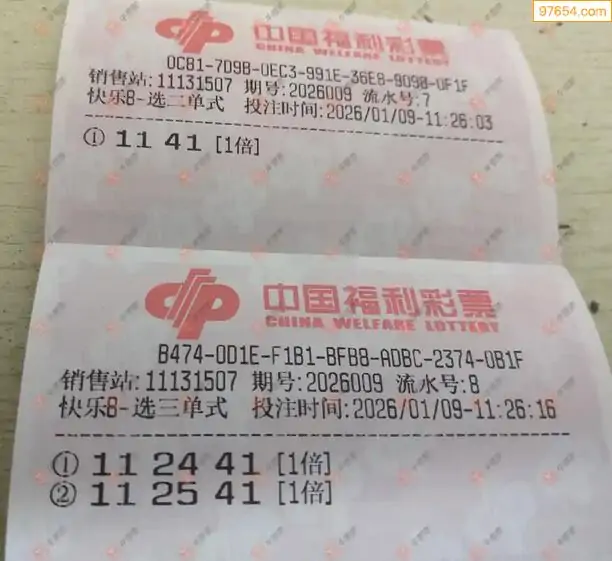 97654.com
中国福利彩票
CHINA WELFARE LOTTERY
0CB1-7D9B-0EC3-991E-36E8-9D9B-0F1F
销售站:11131507 期号:2026009 流水号:7
快乐8-选二单式 投注时间:2026/01/09-11:26:03
① 11 41 [1倍]
中国福利彩票
CHINA WELFARE LOTTERY
B474-0D1E-F1B1-BFB8-ADBC-2374-0B1F
销售站:11131507 期号:2026009 流水号:8
快乐8-选三单式 投注时间:2026/01/09-11:26:16
① 11 24 41 [1倍]
② 11 25 41 [1倍]